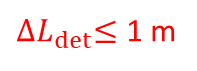 ΔL_det ≤ 1 m